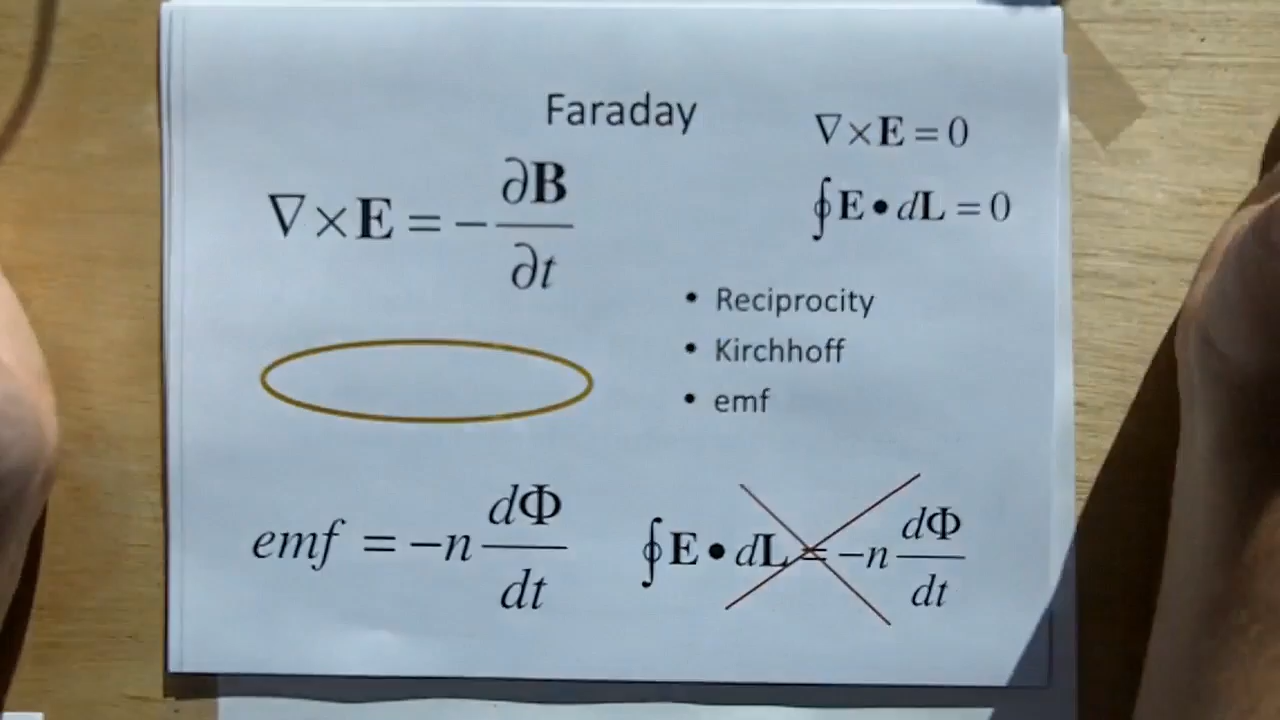 Faraday
∇×E = −∂B/∂t
∇×E = 0
∮E • dL = 0
• Reciprocity
• Kirchhoff
• emf
emf = −n dΦ/dt
∮E • dL = −n dΦ/dt